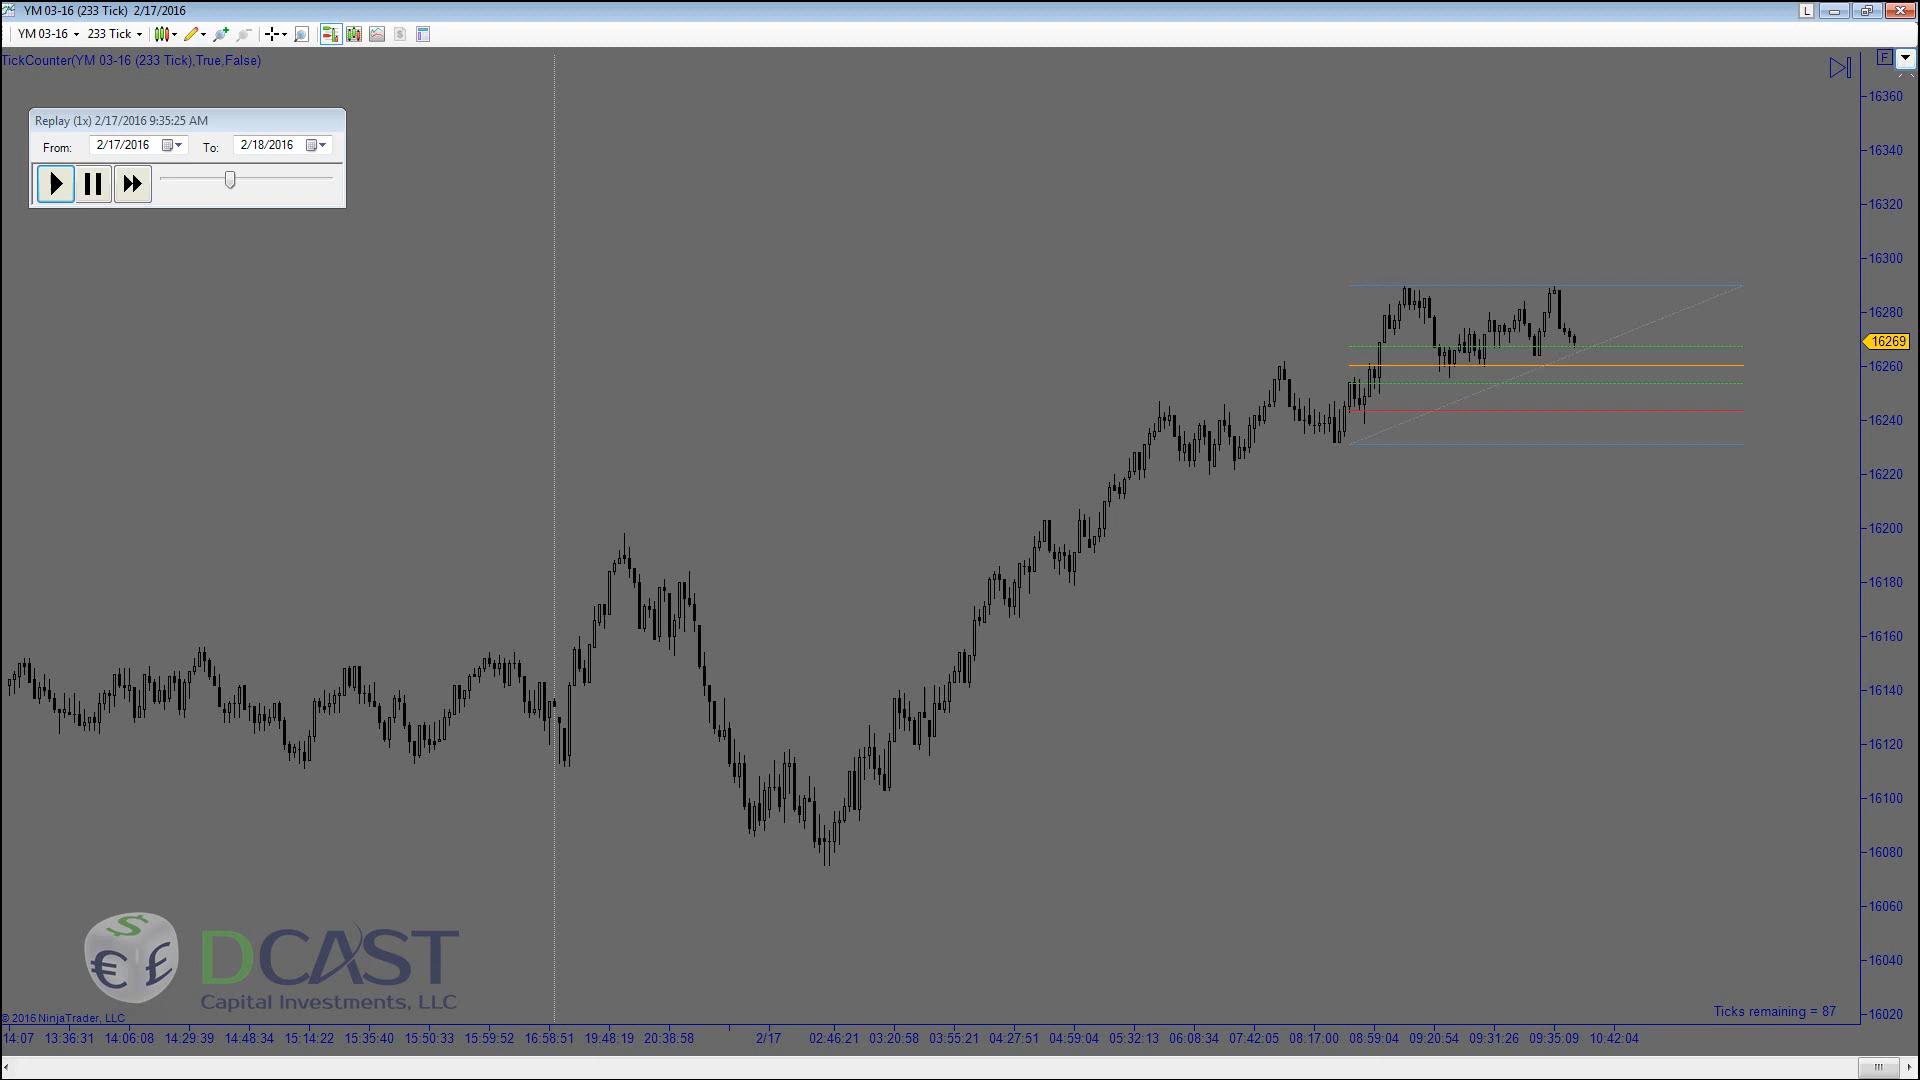 YM 03-16 (233 Tick) 2/17/2016
L
YM 03-16 233 Tick
TickCounter(YM 03-16 (233 Tick),True,False)
F
Replay (1x) 2/17/2016 9:35:25 AM
From: 2/17/2016 To: 2/18/2016
16360
16340
16320
16300
16280
16269
16260
16240
16220
16200
16180
16160
16140
16120
16100
16080
16060
16040
16020
$ € £
DCAST
Capital Investments, LLC
© 2016 NinjaTrader, LLC
Ticks remaining = 87
14:07 13:36:31 14:06:08 14:29:39 14:48:34 15:14:22 15:35:40 15:50:33 15:59:52 16:58:51 19:48:19 20:38:58 2/17 02:46:21 03:20:58 03:55:21 04:27:51 04:59:04 05:32:13 06:08:34 07:42:05 08:17:00 08:59:04 09:20:54 09:31:26 09:35:09 10:42:04